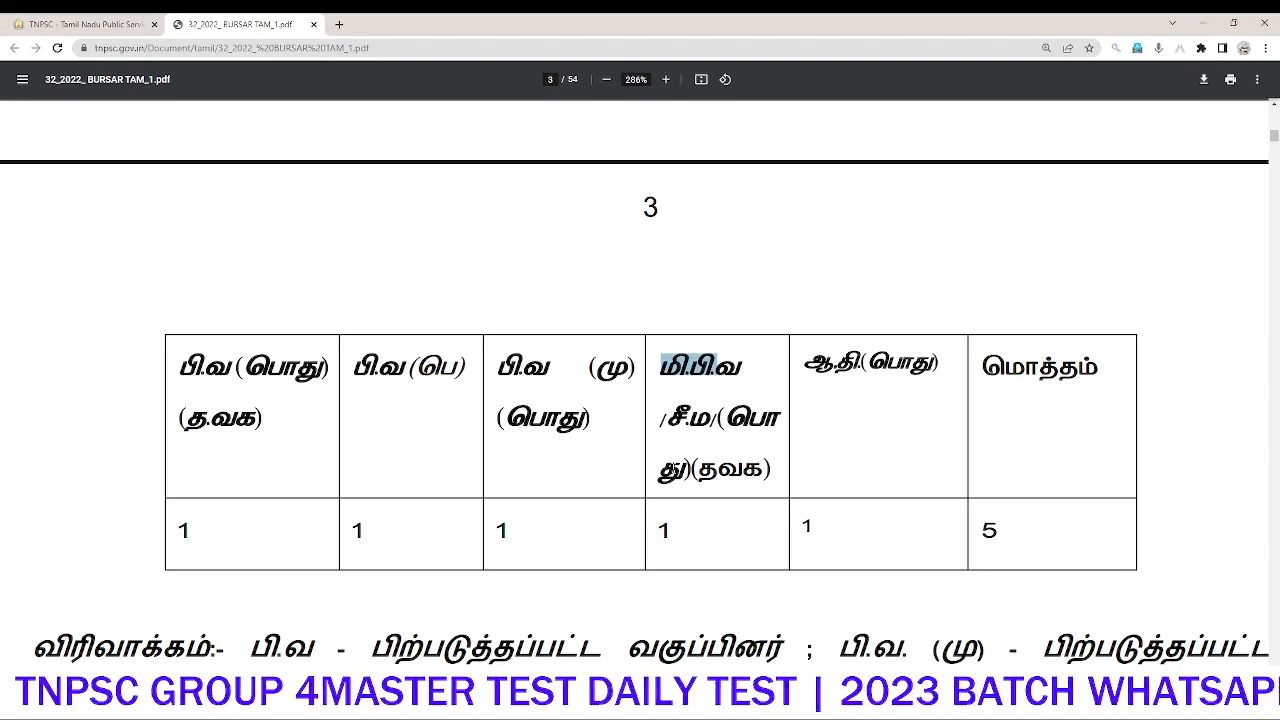 TNPSC - Tamil Nadu Public Servic
32_2022_ BURSAR TAM_1.pdf
tnpsc.gov.in/Document/tamil/32_2022_%20BURSAR%20TAM_1.pdf
32_2022_ BURSAR TAM_1.pdf
3 / 54
286%
3
பி.வ (பொது) (த.வக)
பி.வ (பெ)
பி.வ (மு) (பொது)
மி.பி.வ /சீ.ம/(பொது)(தவக)
ஆ.தி.(பொது)
மொத்தம்
1 1 1 1 1 5
விரிவாக்கம்:- பி.வ - பிற்படுத்தப்பட்ட வகுப்பினர் ; பி.வ. (மு) - பிற்படுத்தப்பட்ட
TNPSC GROUP 4MASTER TEST DAILY TEST | 2023 BATCH WHATSAPP